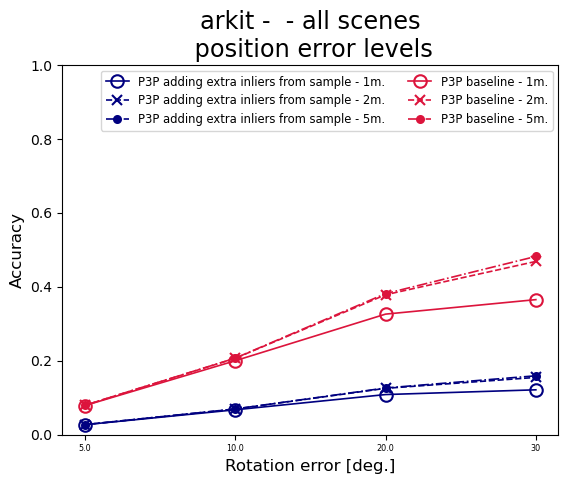 arkit -  - all scenes
position error levels
P3P adding extra inliers from sample - 1m.
P3P adding extra inliers from sample - 2m.
P3P adding extra inliers from sample - 5m.
P3P baseline - 1m.
P3P baseline - 2m.
P3P baseline - 5m.
Accuracy
1.0
0.8
0.6
0.4
0.2
0.0
5.0 10.0 20.0 30
Rotation error [deg.]